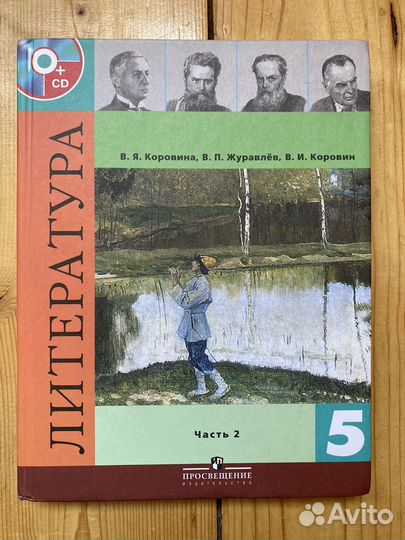 +
CD
В. Я. Коровина, В. П. Журавлёв, В. И. Коровин
ЛИТЕРАТУРА
Часть 2
5
ПРОСВЕЩЕНИЕ
ИЗДАТЕЛЬСТВО
Avito